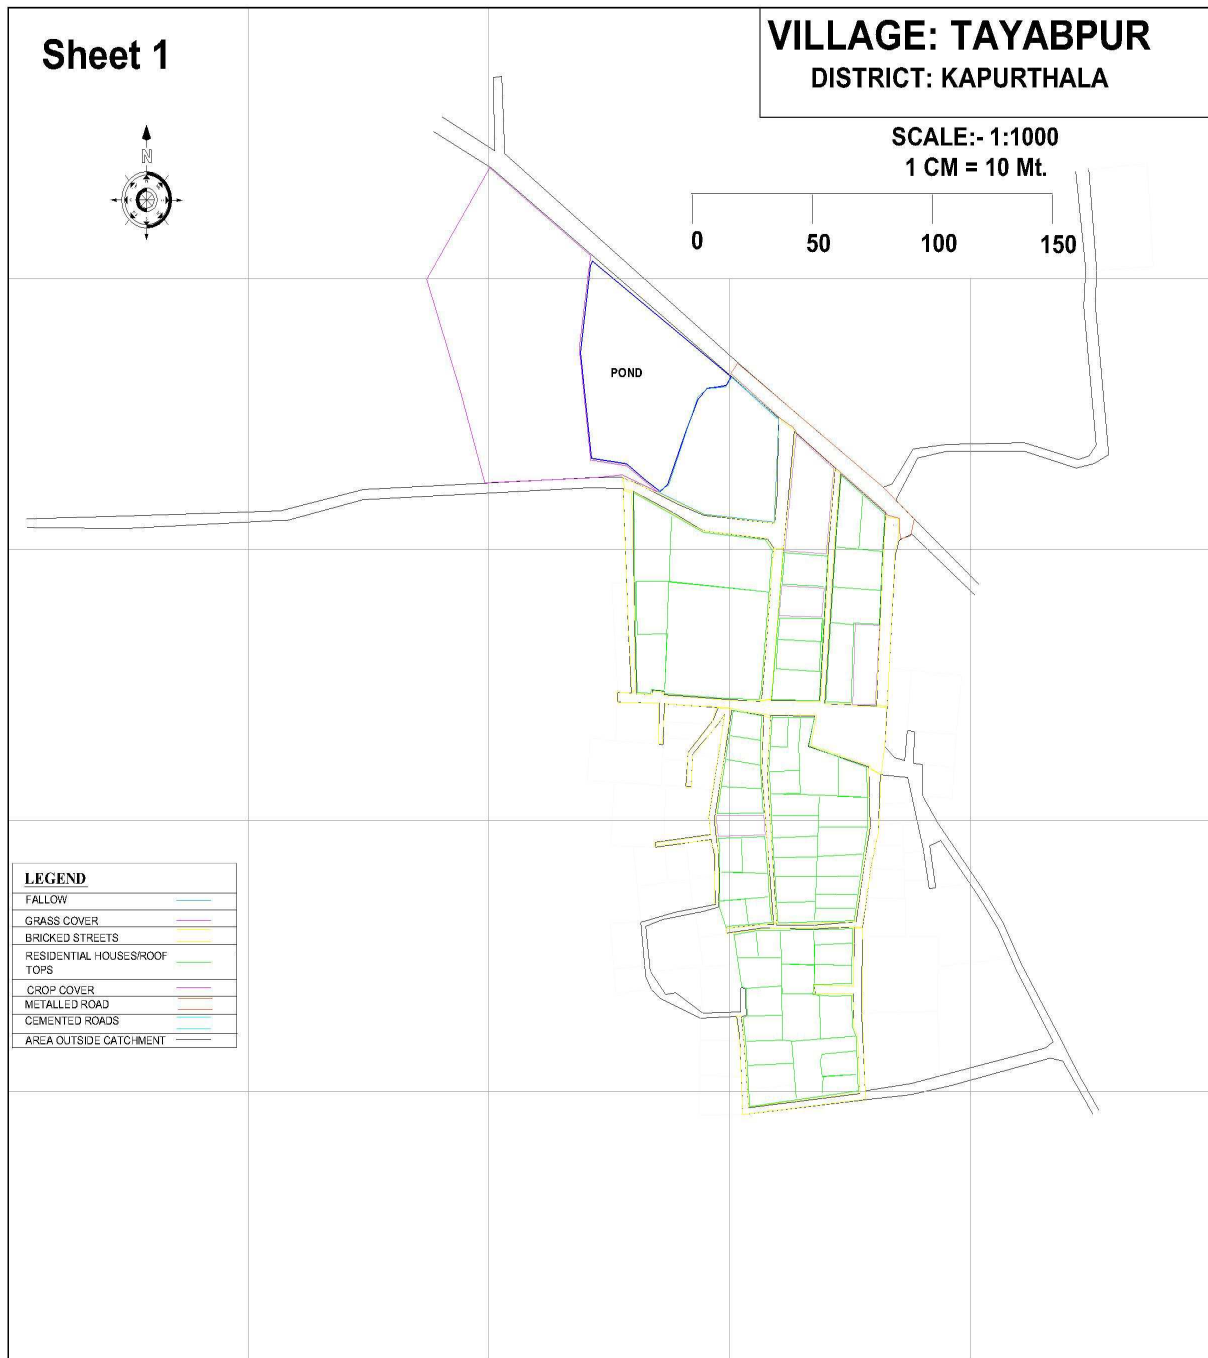 Sheet 1
VILLAGE: TAYABPUR
DISTRICT: KAPURTHALA
SCALE:- 1:1000
1 CM = 10 Mt.
N
0 50 100 150
POND
LEGEND
FALLOW
GRASS COVER
BRICKED STREETS
RESIDENTIAL HOUSES/ROOF
TOPS
CROP COVER
METALLED ROAD
CEMENTED ROADS
AREA OUTSIDE CATCHMENT